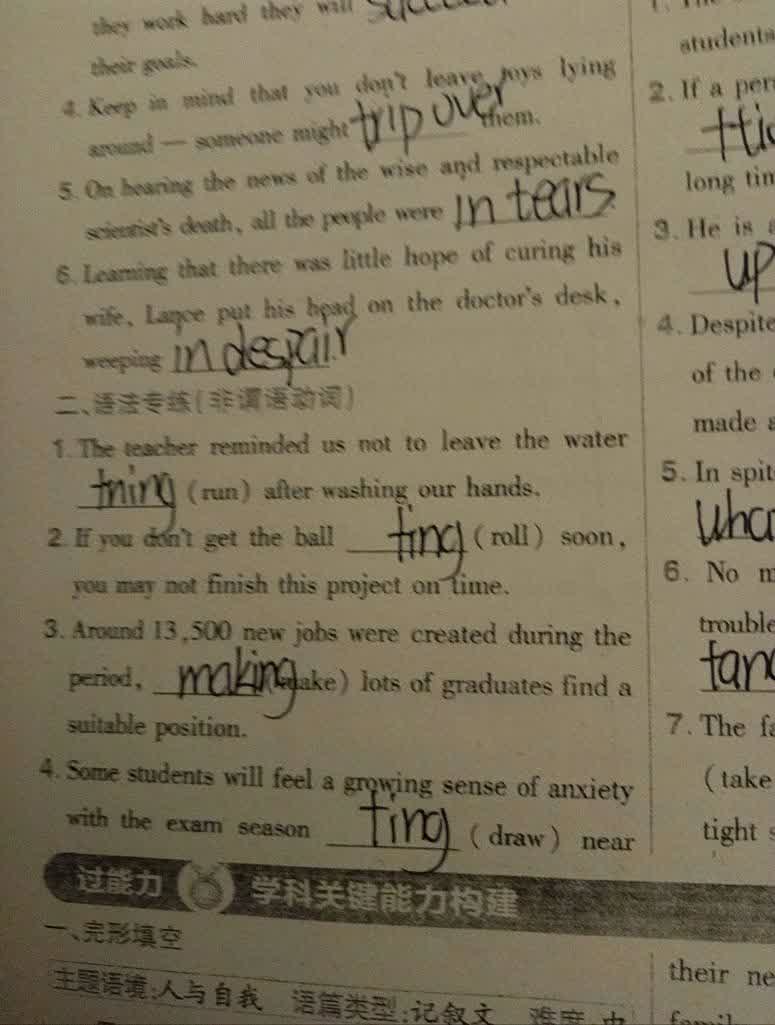 they work hard they will
their goals.
4. Keep in mind that you don't leave toys lying
around — someone might trip over them.
5. On hearing the news of the wise and respectable
scientist's death, all the people were in tears.
6. Learning that there was little hope of curing his
wife, Lance put his head on the doctor's desk,
weeping in despair.
二、语法专练(非谓语动词)
1. The teacher reminded us not to leave the water
tning (run) after washing our hands.
2. If you don't get the ball ting (roll) soon,
you may not finish this project on time.
3. Around 13,500 new jobs were created during the
period, making (make) lots of graduates find a
suitable position.
4. Some students will feel a growing sense of anxiety
with the exam season ting (draw) near
过能力 学科关键能力构建
一、完形填空
主题语境:人与自我 语篇类型:记叙文 难度:中
students
2. If a per
long tim
3. He is a
up
4. Despite
of the
made a
5. In spit
6. No m
trouble
7. The fa
(take
tight s
their ne
famil